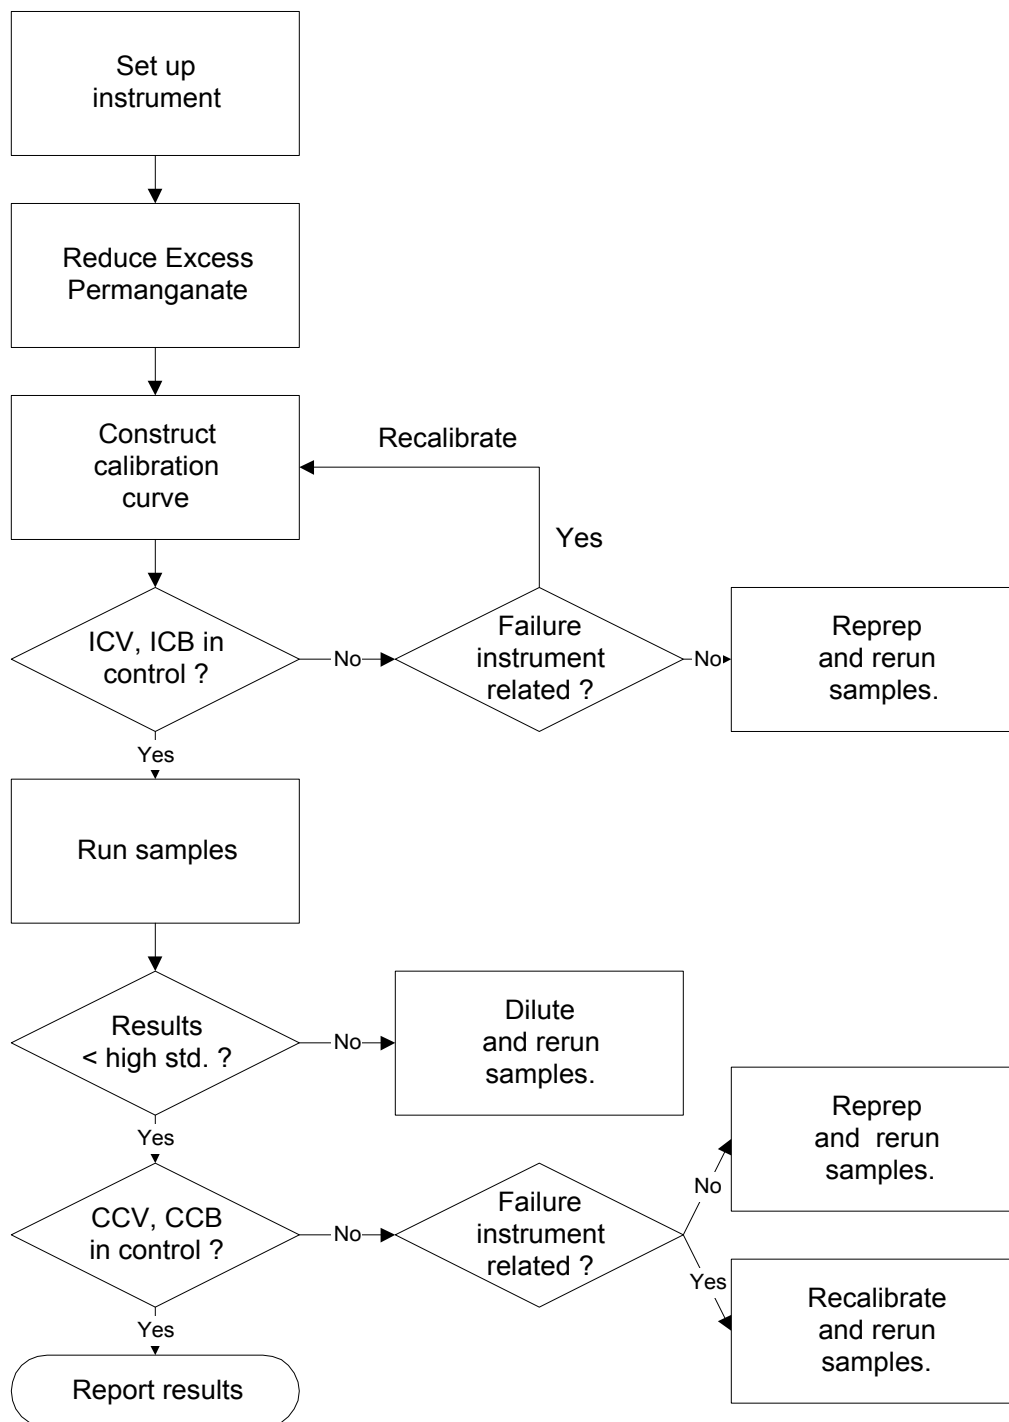 Set up
instrument
Reduce Excess
Permanganate
Construct
calibration
curve
Recalibrate
Yes
ICV, ICB in
control ?
No
Failure
instrument
related ?
No
Reprep
and rerun
samples.
Yes
Run samples
Results
< high std. ?
No
Dilute
and rerun
samples.
Yes
CCV, CCB
in control ?
No
Failure
instrument
related ?
No
Reprep
and rerun
samples.
Yes
Recalibrate
and rerun
samples.
Yes
Report results